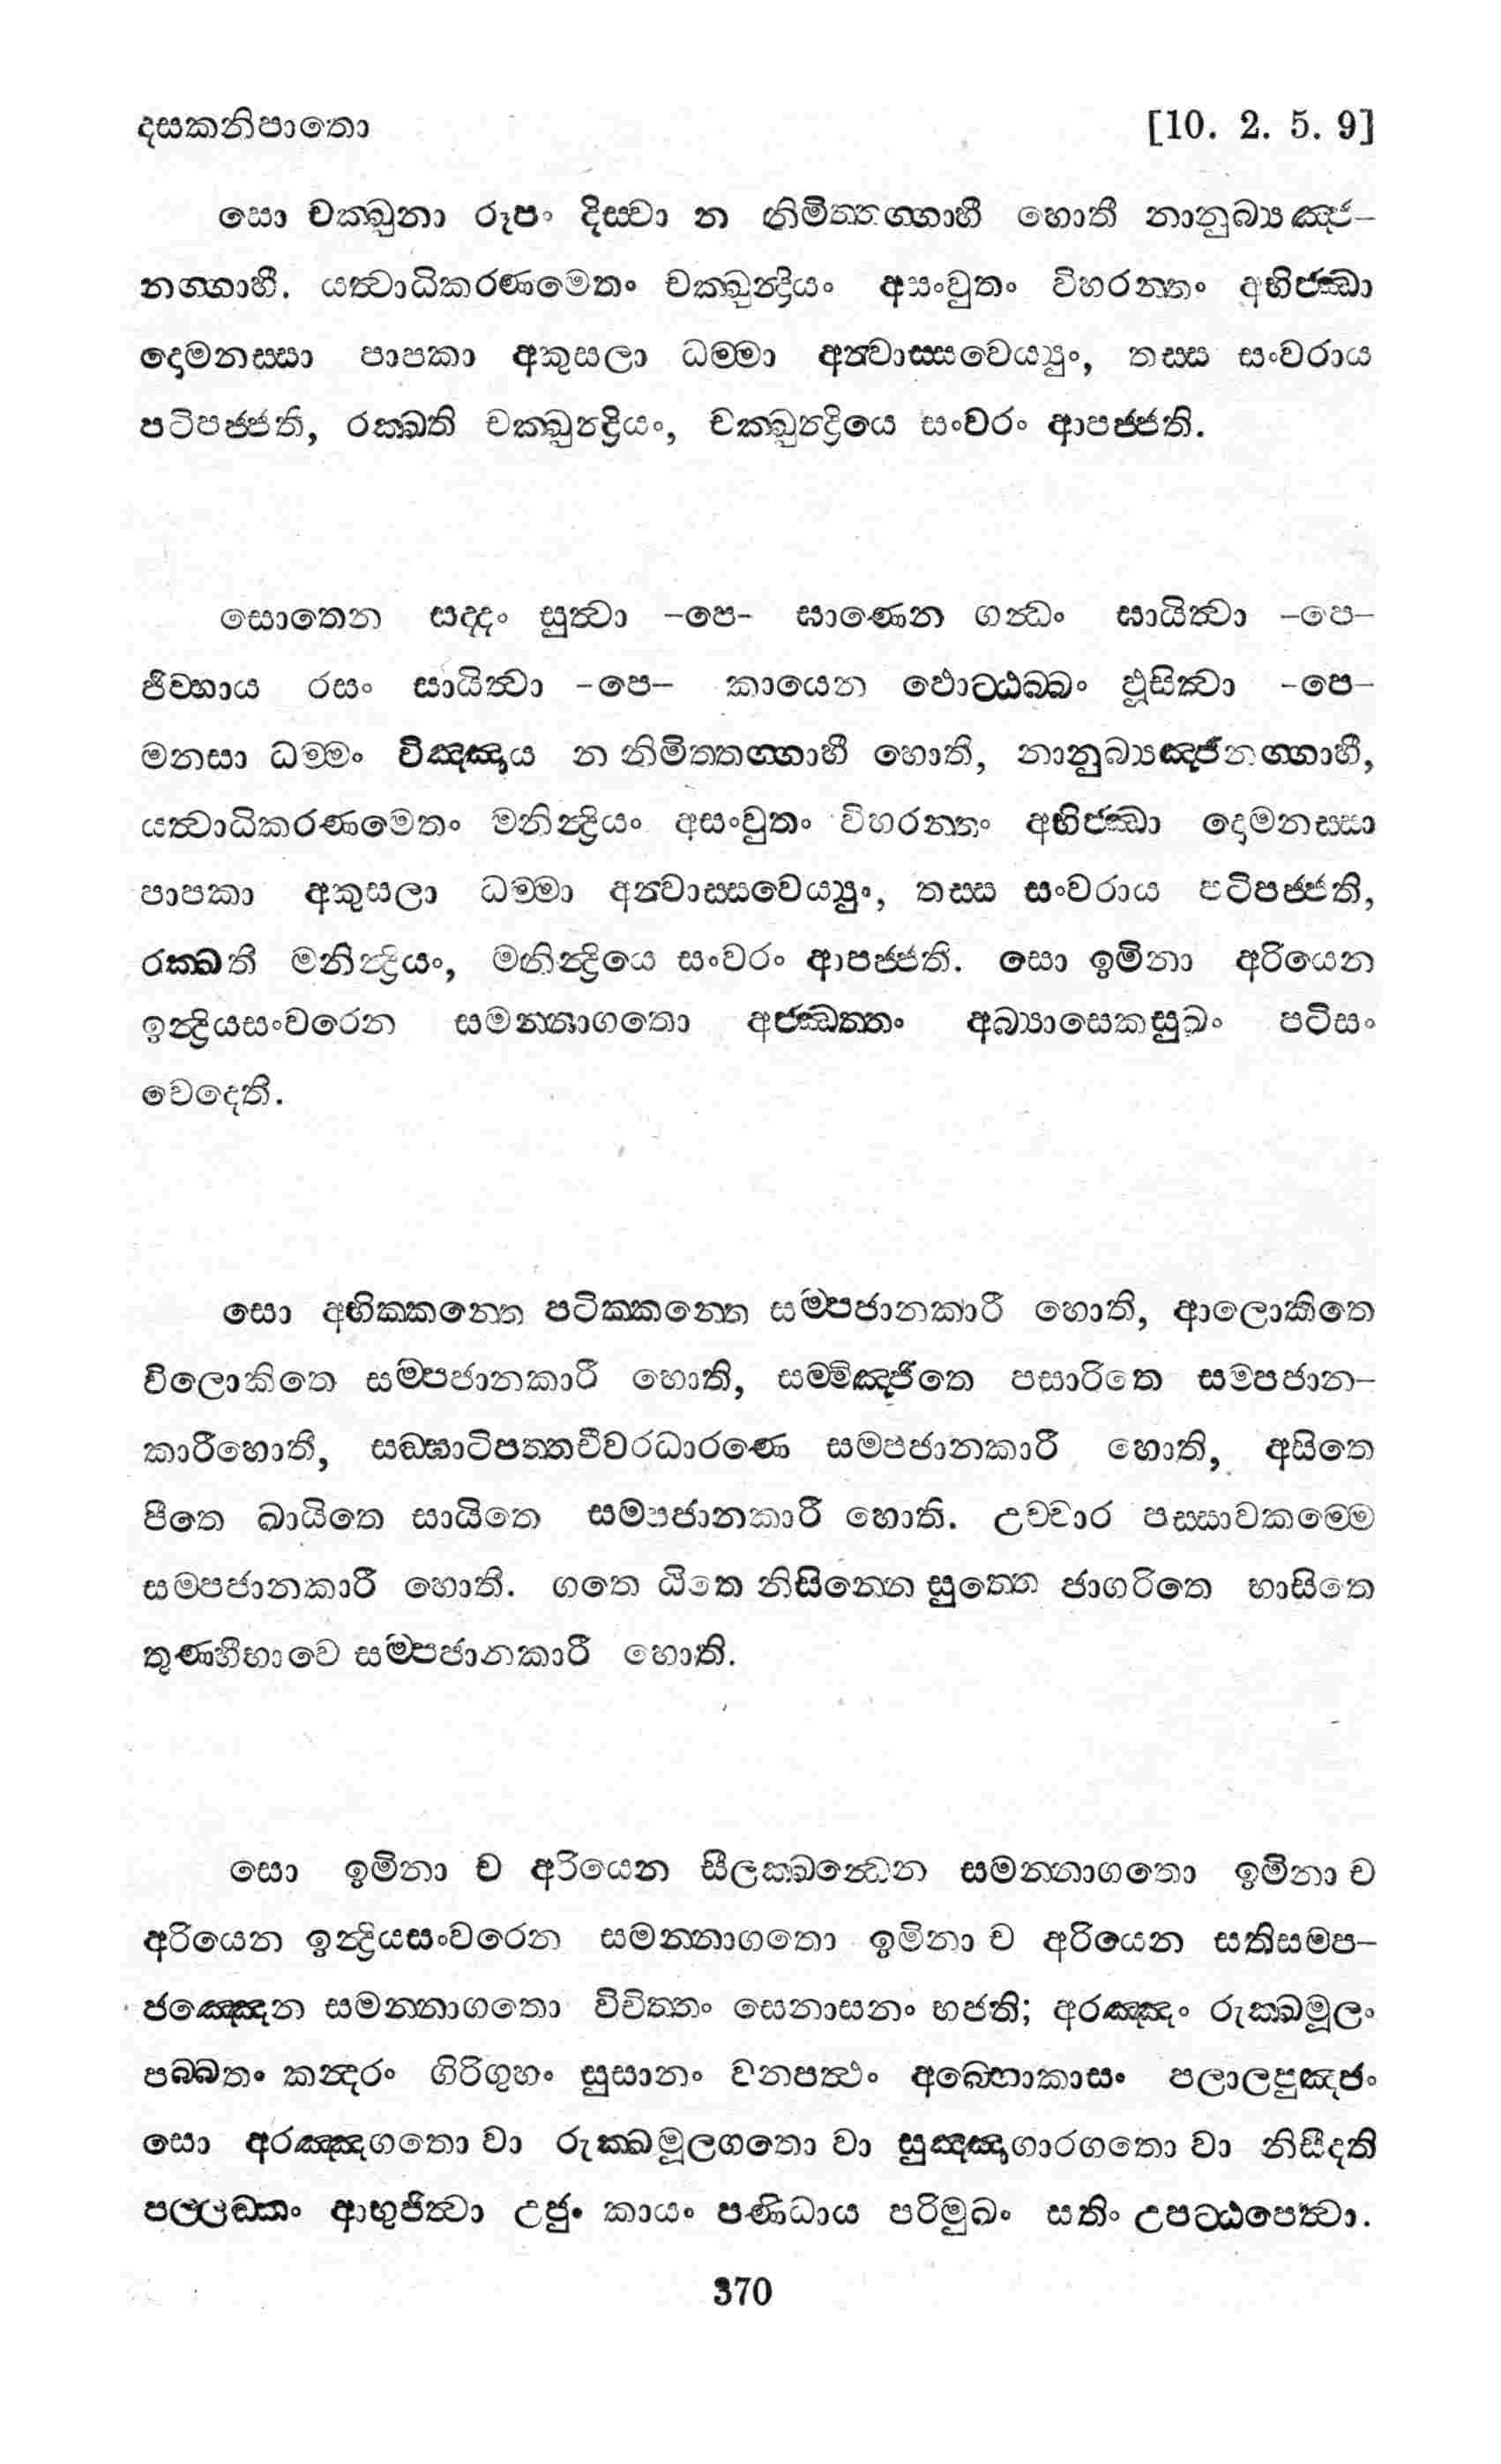 දසකනිපාතො [10. 2. 5. 9]
සො චක්ඛුනා රූපං දිස්වා න නිමිත්තග්ගාහී හොති නානුබ්‍යඤ්ජ-
නග්ගාහී. යත්වාධිකරණමෙතං චක්ඛුන්ද්‍රියං අසංවුතං විහරන්තං අභිජ්ඣා
දොමනස්සා පාපකා අකුසලා ධම්මා අන්වාස්සවෙය්‍යුං, තස්ස සංවරාය
පටිපජ්ජති, රක්ඛති චක්ඛුන්ද්‍රියං, චක්ඛුන්ද්‍රියෙ සංවරං ආපජ්ජති.
සොතෙන සද්දං සුත්වා -පෙ- ඝාණෙන ගන්ධං ඝායිත්වා -පෙ-
ජිව්හාය රසං සායිත්වා -පෙ- කායෙන ඵොට්ඨබ්බං ඵුසිත්වා -පෙ-
මනසා ධම්මං විඤ්ඤාය න නිමිත්තග්ගාහී හොති, නානුබ්‍යඤ්ජනග්ගාහී,
යත්වාධිකරණමෙතං මනින්ද්‍රියං අසංවුතං විහරන්තං අභිජ්ඣා දොමනස්සා
පාපකා අකුසලා ධම්මා අන්වාස්සවෙය්‍යුං, තස්ස සංවරාය පටිපජ්ජති,
රක්ඛති මනින්ද්‍රියං, මනින්ද්‍රියෙ සංවරං ආපජ්ජති. සො ඉමිනා අරියෙන
ඉන්ද්‍රියසංවරෙන සමන්නාගතො අජ්ඣත්තං අබ්‍යාසෙකසුඛං පටිසං
වෙදෙති.
සො අභික්කන්තෙ පටික්කන්තෙ සම්පජානකාරී හොති, ආලොකිතෙ
විලොකිතෙ සම්පජානකාරී හොති, සම්මිඤ්ජිතෙ පසාරිතෙ සම්පජාන-
කාරීහොති, සඞ්ඝාටිපත්තචීවරධාරණෙ සම්පජානකාරී හොති, අසිතෙ
පීතෙ ඛායිතෙ සායිතෙ සම්පජානකාරී හොති. උච්චාර පස්සාවකම්මෙ
සම්පජානකාරී හොති. ගතෙ ඨිතෙ නිසින්නෙ සුත්තෙ ජාගරිතෙ භාසිතෙ
තුණ්හීභාවෙ සම්පජානකාරී හොති.
සො ඉමිනා ච අරියෙන සීලක්ඛන්ධෙන සමන්නාගතො ඉමිනා ච
අරියෙන ඉන්ද්‍රියසංවරෙන සමන්නාගතො ඉමිනා ච අරියෙන සතිසම්ප-
ජඤ්ඤෙන සමන්නාගතො විචිත්තං සෙනාසනං භජති; අරඤ්ඤං රුක්ඛමූලං
පබ්බතං කන්දරං ගිරිගුහං සුසානං වනපත්ථං අබ්භොකාසං පලාලපුඤ්ජං
සො අරඤ්ඤගතො වා රුක්ඛමූලගතො වා සුඤ්ඤාගාරගතො වා නිසීදති
පල්ලඞ්කං ආභුජිත්වා උජුං කායං පණිධාය පරිමුඛං සතිං උපට්ඨපෙත්වා.
370